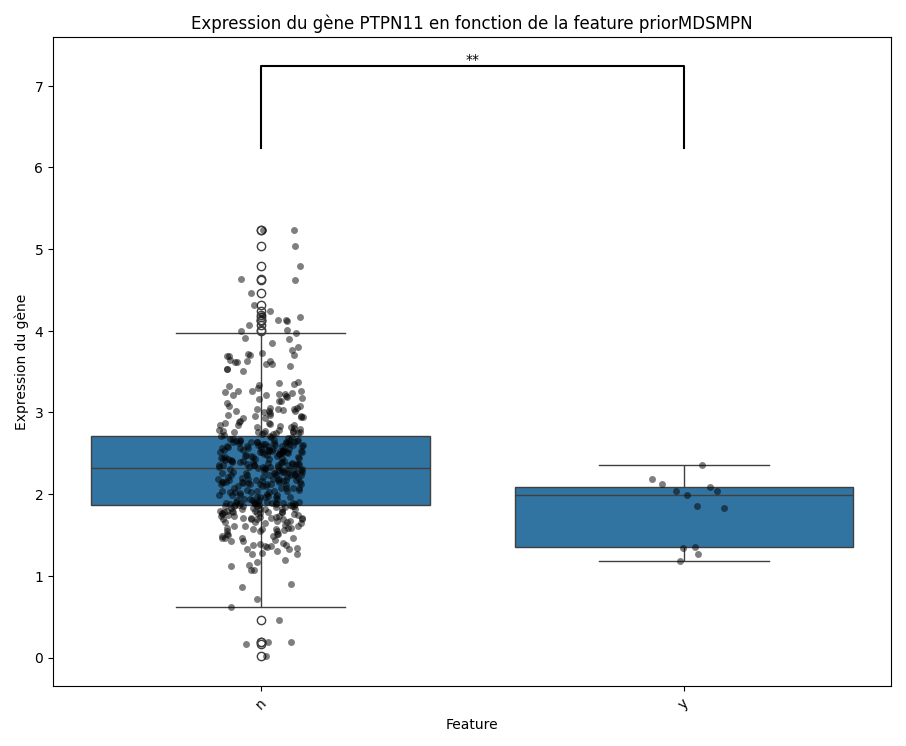 Expression du gène PTPN11 en fonction de la feature priorMDSMPN
**
7
6
5
4
3
2
1
0
Expression du gène
n
y
Feature